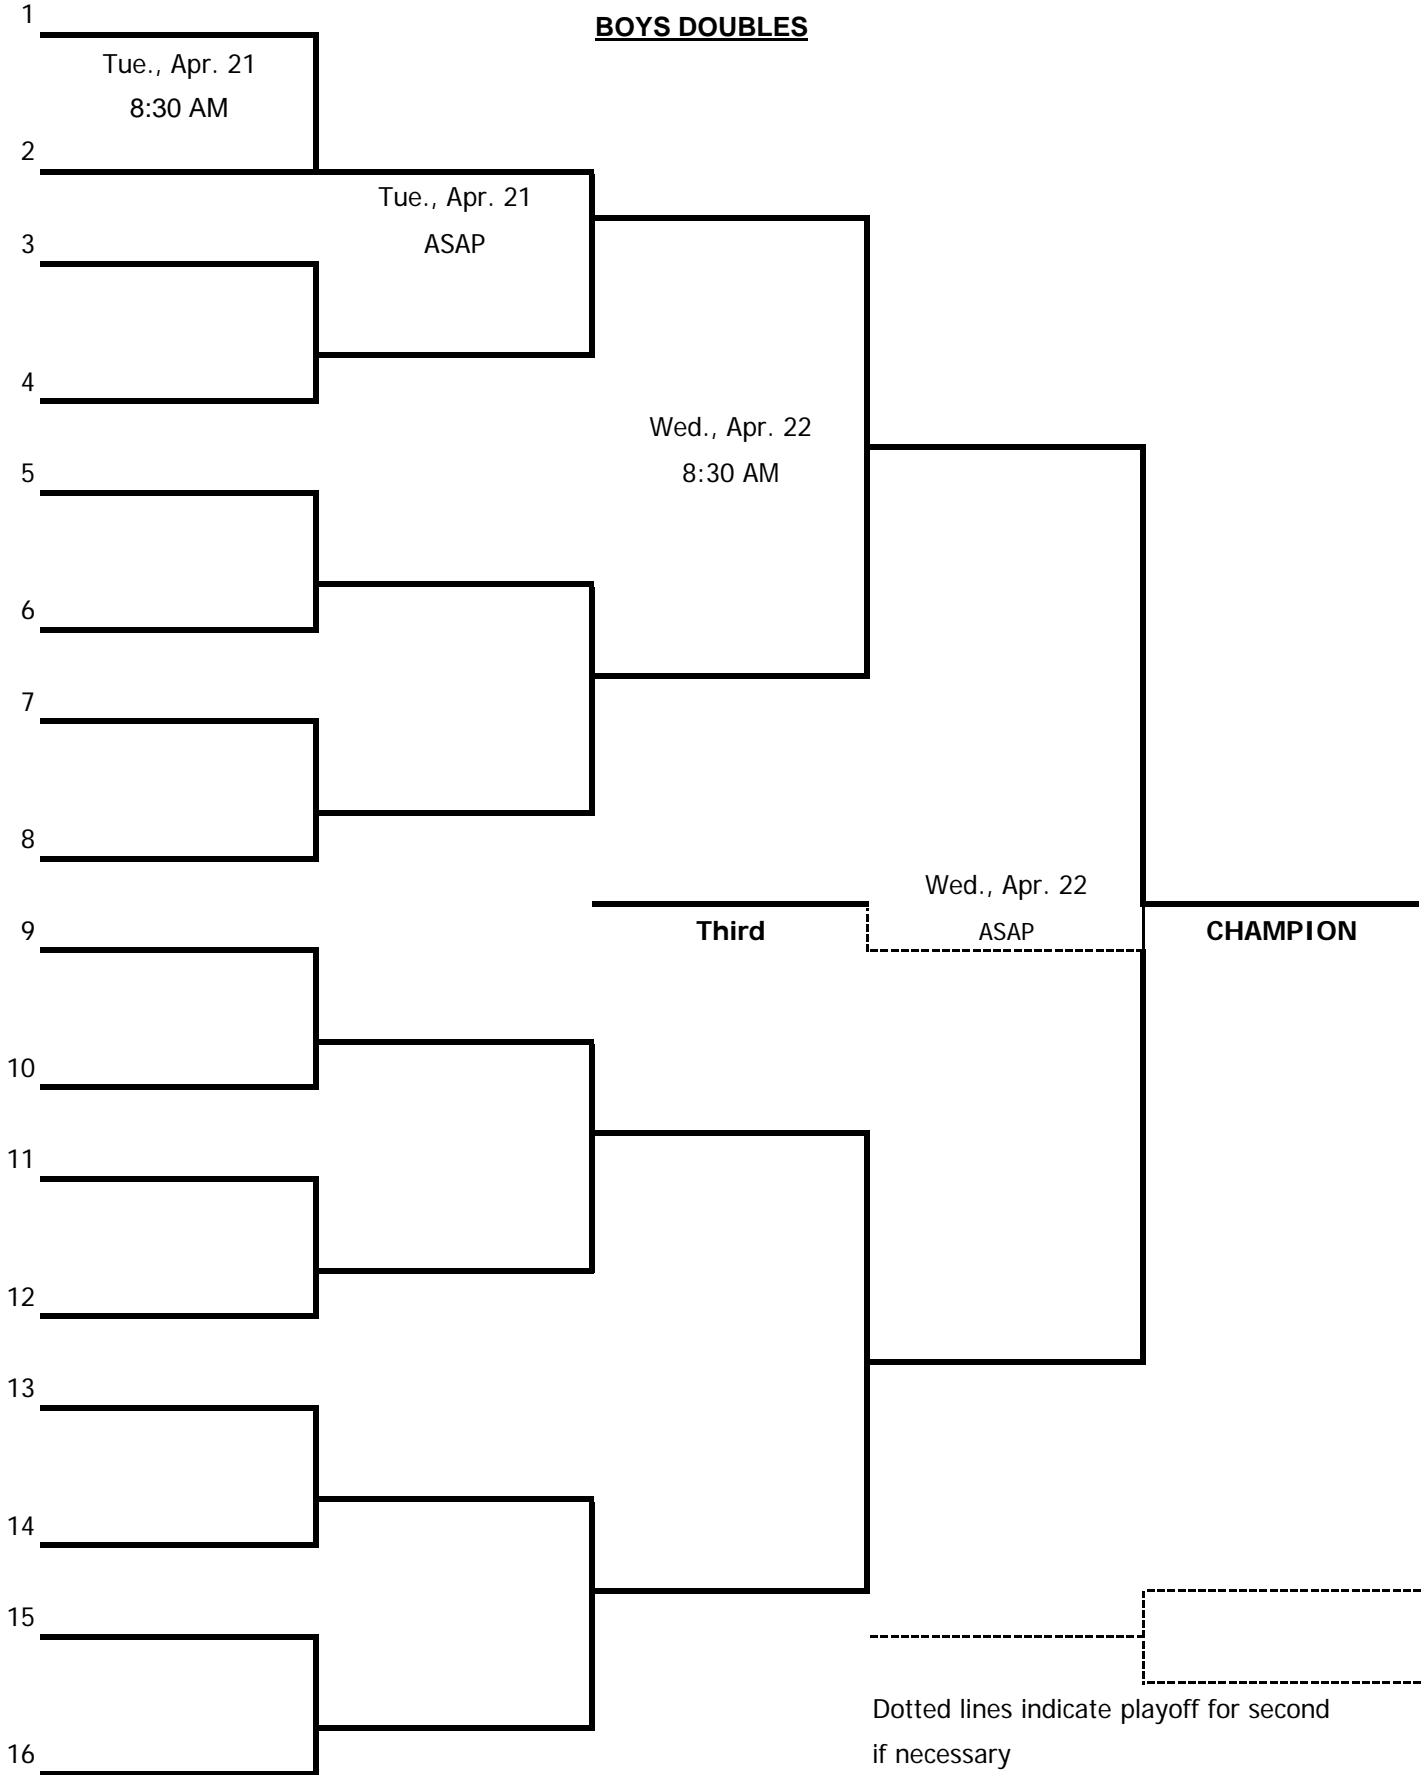 BOYS DOUBLES
1
Tue., Apr. 21
8:30 AM
2
Tue., Apr. 21
ASAP
3
4
Wed., Apr. 22
8:30 AM
5
6
7
8
Wed., Apr. 22
ASAP
Third
CHAMPION
9
10
11
12
13
14
15
16
Dotted lines indicate playoff for second
if necessary